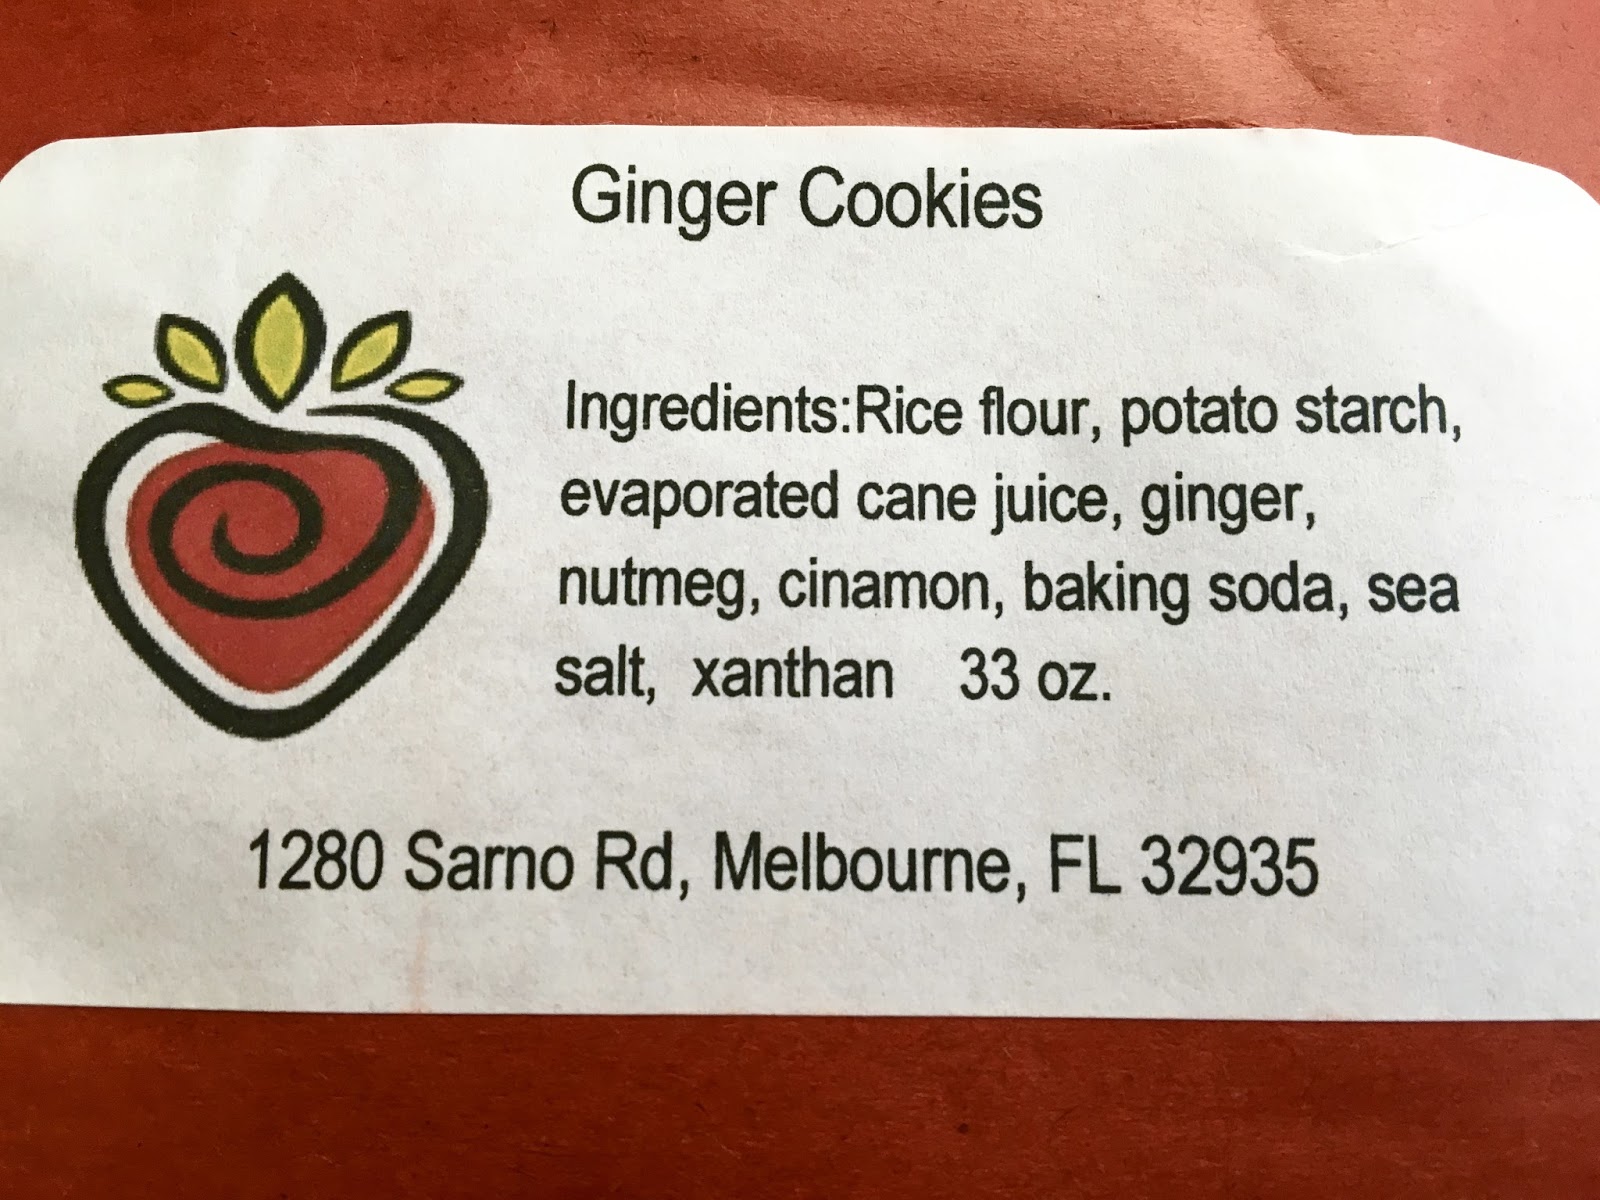 Ginger Cookies
Ingredients:Rice flour, potato starch,
evaporated cane juice, ginger,
nutmeg, cinamon, baking soda, sea
salt, xanthan 33 oz.
1280 Sarno Rd, Melbourne, FL 32935